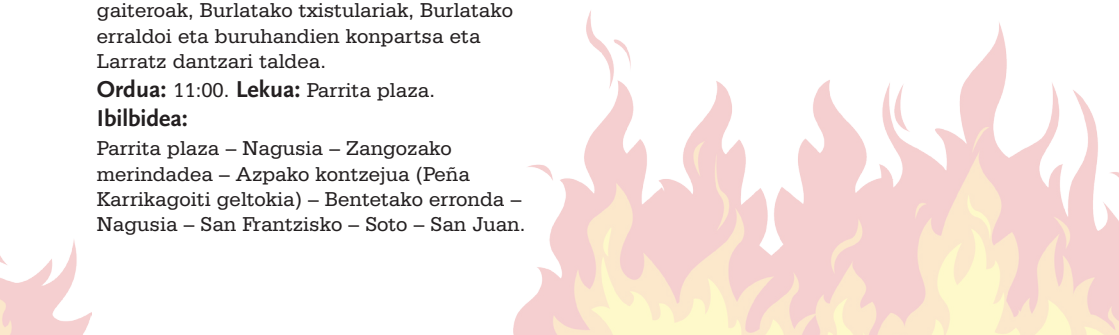 gaiteroak, Burlatako txistulariak, Burlatako
erraldoi eta buruhandien konpartsa eta
Larratz dantzari taldea.
Ordua: 11:00. Lekua: Parrita plaza.
Ibilbidea:
Parrita plaza – Nagusia – Zangozako
merindadea – Azpako kontzejua (Peña
Karrikagoiti geltokia) – Bentetako erronda –
Nagusia – San Frantzisko – Soto – San Juan.